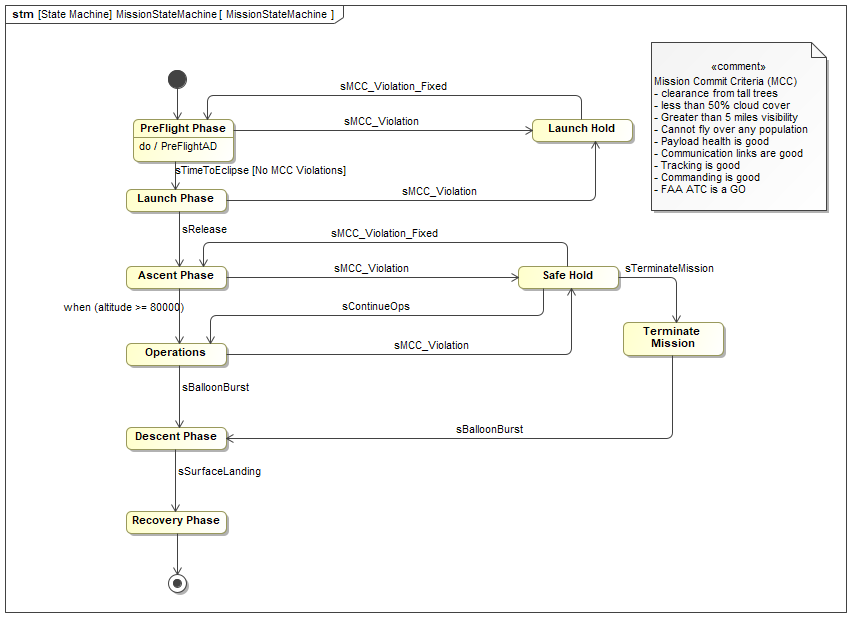 stm [State Machine] MissionStateMachine [ MissionStateMachine ]
«comment»
Mission Commit Criteria (MCC)
- clearance from tall trees
- less than 50% cloud cover
- Greater than 5 miles visibility
- Cannot fly over any population
- Payload health is good
- Communication links are good
- Tracking is good
- Commanding is good
- FAA ATC is a GO
sMCC_Violation_Fixed
PreFlight Phase
do / PreFlightAD
sMCC_Violation
Launch Hold
sTimeToEclipse [No MCC Violations]
Launch Phase
sMCC_Violation
sRelease
sMCC_Violation_Fixed
Ascent Phase
sMCC_Violation
Safe Hold
sTerminateMission
when (altitude >= 80000)
sContinueOps
Terminate
Mission
Operations
sMCC_Violation
sBalloonBurst
Descent Phase
sBalloonBurst
sSurfaceLanding
Recovery Phase